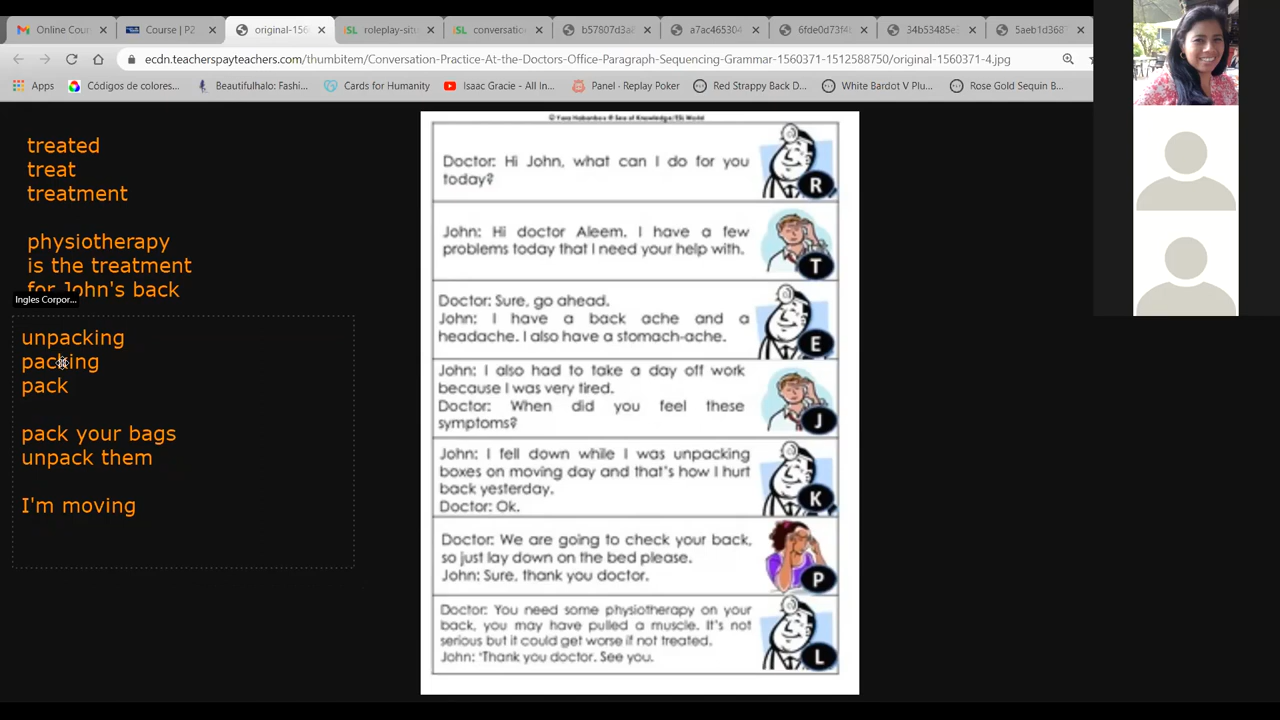 Online Cour
Course | P2
original-156
roleplay-situ
conversatio
b57807d3a8
a7ac465304
6fde0d73f4
34b53485e3
5aeb1d3687
ecdn.teacherspayteachers.com/thumbitem/Conversation-Practice-At-the-Doctors-Office-Paragraph-Sequencing-Grammar-1560371-1512588750/original-1560371-4.jpg
Apps
Códigos de colores...
Beautifulhalo: Fashi...
Cards for Humanity
Isaac Gracie - All In...
Panel · Replay Poker
Red Strappy Back D...
White Bardot V Plu...
Rose Gold Sequin B...
treated
treat
treatment
physiotherapy
is the treatment
for John's back
Ingles Corpor...
unpacking
packing
pack
pack your bags
unpack them
I'm moving
Doctor: Hi John, what can I do for you
today?
R
John: Hi doctor Aleem. I have a few
problems today that I need your help with.
T
Doctor: Sure, go ahead.
John: I have a back ache and a
headache. I also have a stomach-ache.
E
John: I also had to take a day off work
because I was very tired.
Doctor: When did you feel these
symptoms?
J
John: I fell down while I was unpacking
boxes on moving day and that's how I hurt
back yesterday.
Doctor: Ok.
K
Doctor: We are going to check your back,
so just lay down on the bed please.
John: Sure, thank you doctor.
P
Doctor: You need some physiotherapy on your
back, you may have pulled a muscle. It's not
serious but it could get worse if not treated.
John: 'Thank you doctor. See you.
L